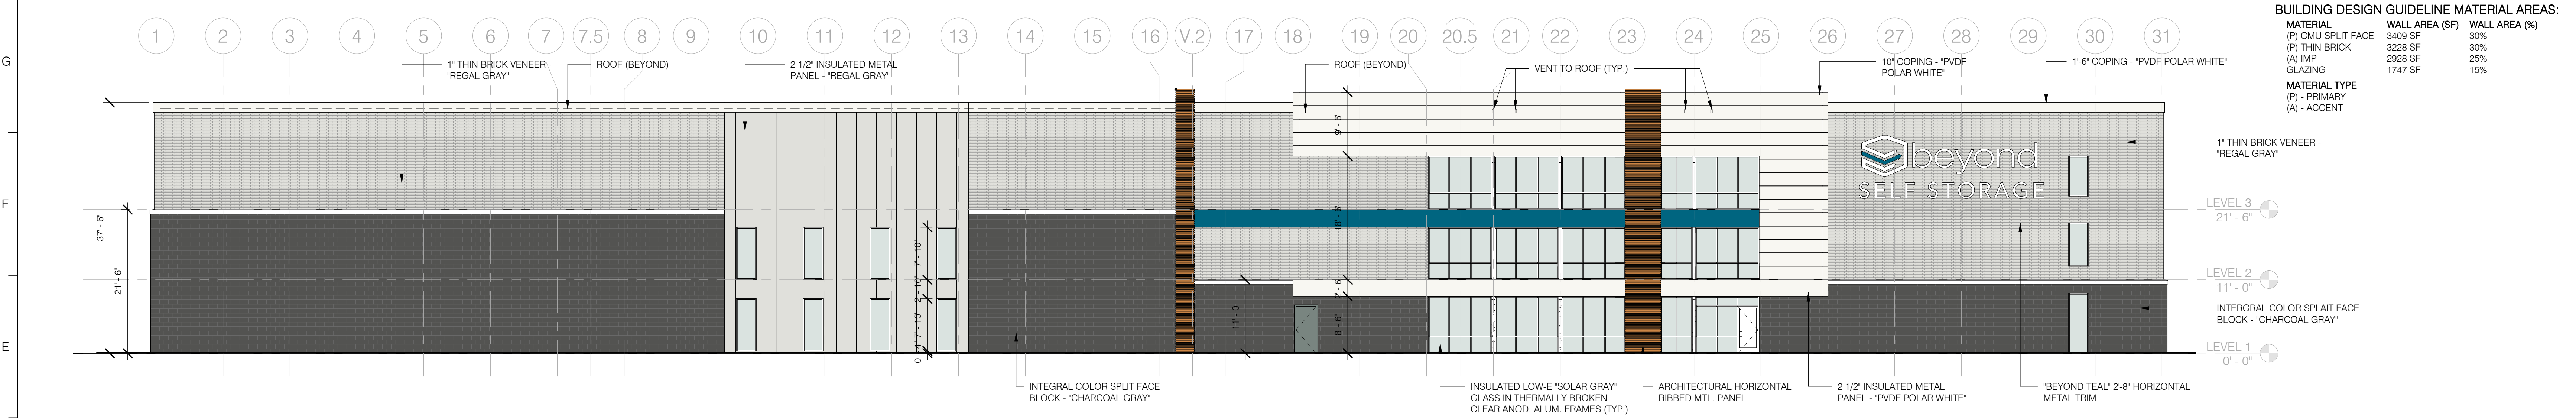 BUILDING DESIGN GUIDELINE MATERIAL AREAS:
MATERIAL WALL AREA (SF) WALL AREA (%)
(P) CMU SPLIT FACE 3409 SF 30%
(P) THIN BRICK 3228 SF 30%
(A) IMP 2928 SF 25%
GLAZING 1747 SF 15%
MATERIAL TYPE
(P) - PRIMARY
(A) - ACCENT
1 2 3 4 5 6 7 7.5 8 9 10 11 12 13 14 15 16 V.2 17 18 19 20 20.5 21 22 23 24 25 26 27 28 29 30 31
G
F
E
1" THIN BRICK VENEER -
"REGAL GRAY"
ROOF (BEYOND)
2 1/2" INSULATED METAL
PANEL - "REGAL GRAY"
ROOF (BEYOND)
VENT TO ROOF (TYP.)
10" COPING - "PVDF
POLAR WHITE"
1'-6" COPING - "PVDF POLAR WHITE"
1" THIN BRICK VENEER -
"REGAL GRAY"
beyond
SELF STORAGE
LEVEL 3
21' - 6"
LEVEL 2
11' - 0"
INTERGRAL COLOR SPLAIT FACE
BLOCK - "CHARCOAL GRAY"
LEVEL 1
0' - 0"
37' - 6"
21' - 6"
7' - 10"
2' - 10"
7' - 10"
0' - 4"
11' - 0"
9' - 6"
18' - 6"
2' - 6"
8' - 6"
INTEGRAL COLOR SPLIT FACE
BLOCK - "CHARCOAL GRAY"
INSULATED LOW-E "SOLAR GRAY"
GLASS IN THERMALLY BROKEN
CLEAR ANOD. ALUM. FRAMES (TYP.)
ARCHITECTURAL HORIZONTAL
RIBBED MTL. PANEL
2 1/2" INSULATED METAL
PANEL - "PVDF POLAR WHITE"
"BEYOND TEAL" 2'-8" HORIZONTAL
METAL TRIM